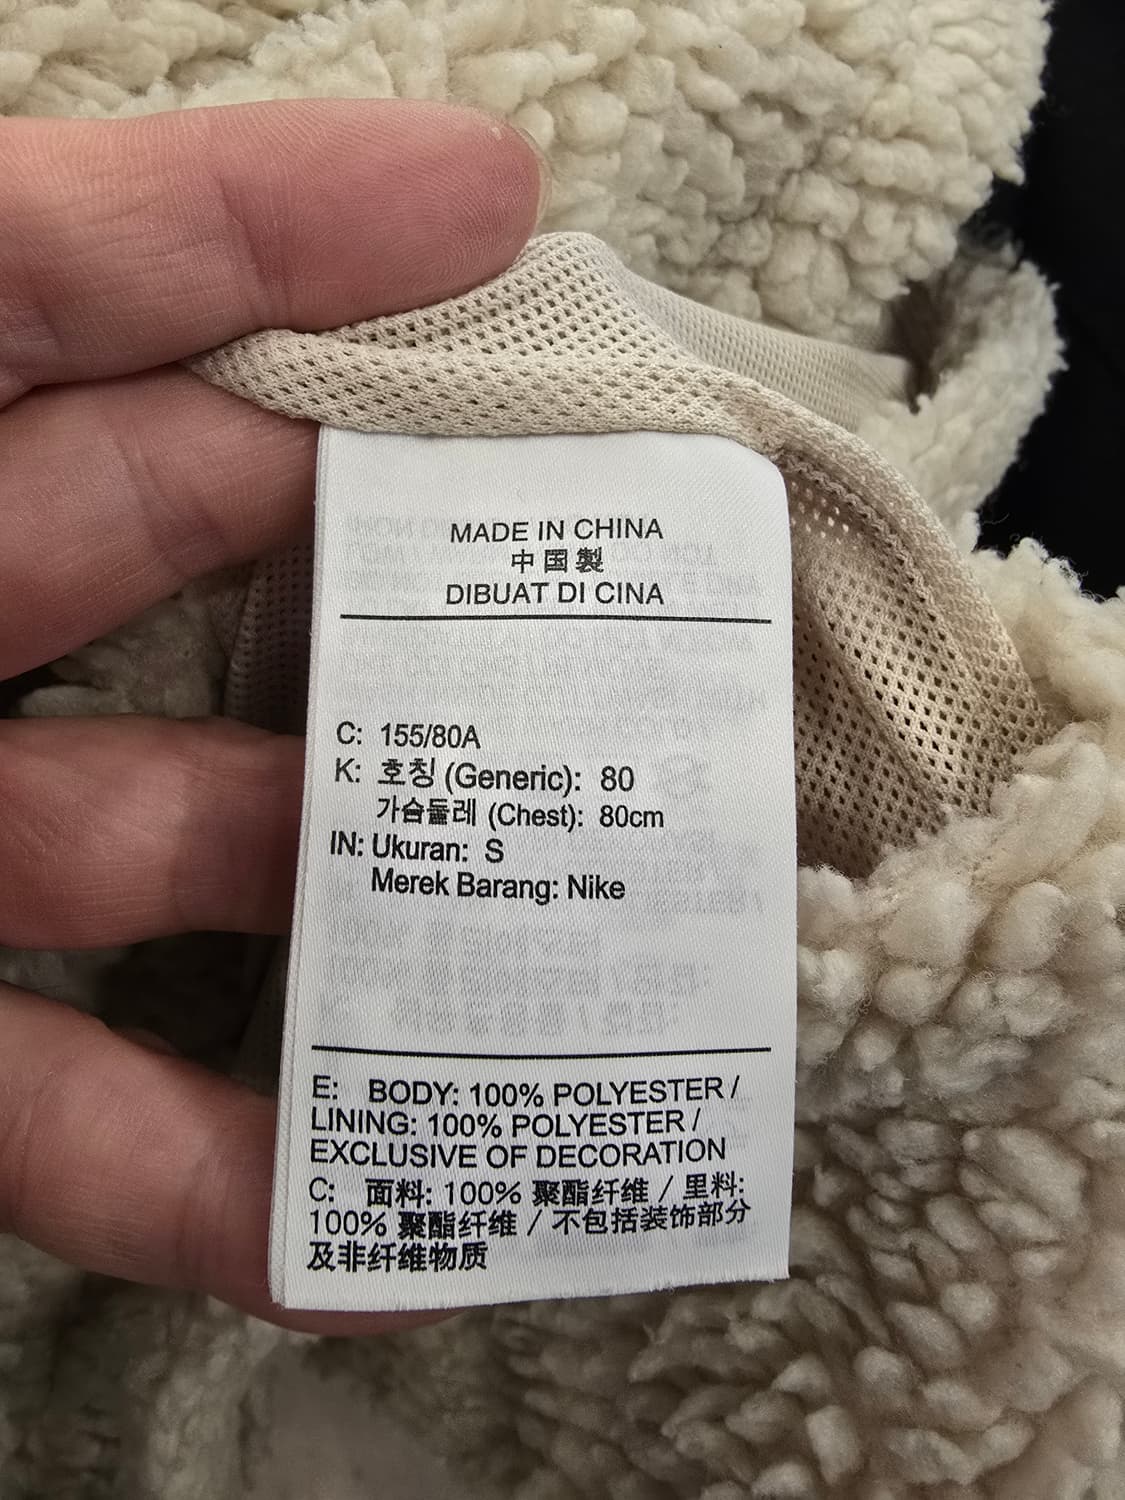 MADE IN CHINA
中国製
DIBUAT DI CINA
C: 155/80A
K: 호칭 (Generic): 80
가슴둘레 (Chest): 80cm
IN: Ukuran: S
Merek Barang: Nike
E: BODY: 100% POLYESTER /
LINING: 100% POLYESTER /
EXCLUSIVE OF DECORATION
C: 面料: 100% 聚酯纤维 / 里料:
100% 聚酯纤维 / 不包括装饰部分
及非纤维物质